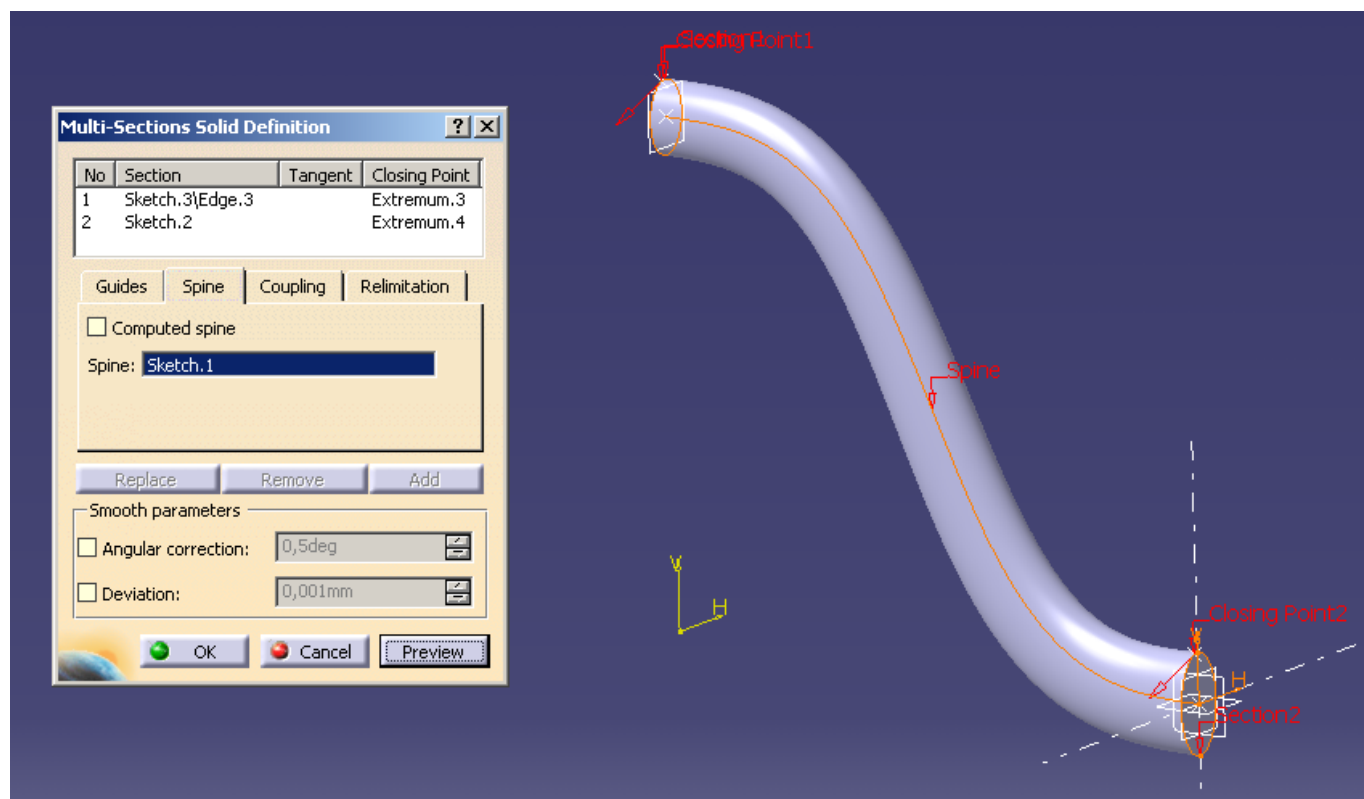 Multi-Sections Solid Definition
No Section Tangent Closing Point
1 Sketch.3\Edge.3 Extremum.3
2 Sketch.2 Extremum.4
Guides Spine Coupling Relimitation
Computed spine
Spine: Sketch.1
Replace Remove Add
Smooth parameters
Angular correction: 0,5deg
Deviation: 0,001mm
OK Cancel Preview
Point1
Spine
V
H
Closing Point2
V
H
Section2